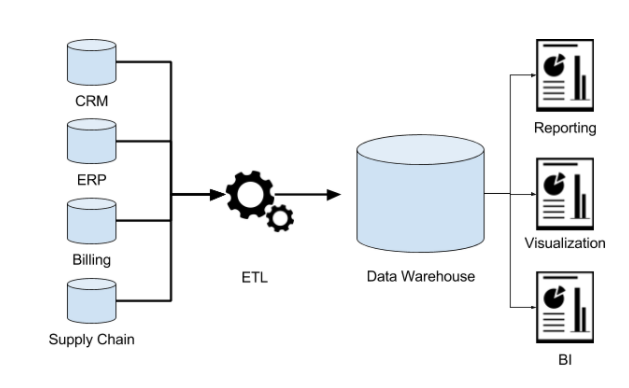 CRM
ERP
Billing
Supply Chain
ETL
Data Warehouse
Reporting
Visualization
BI